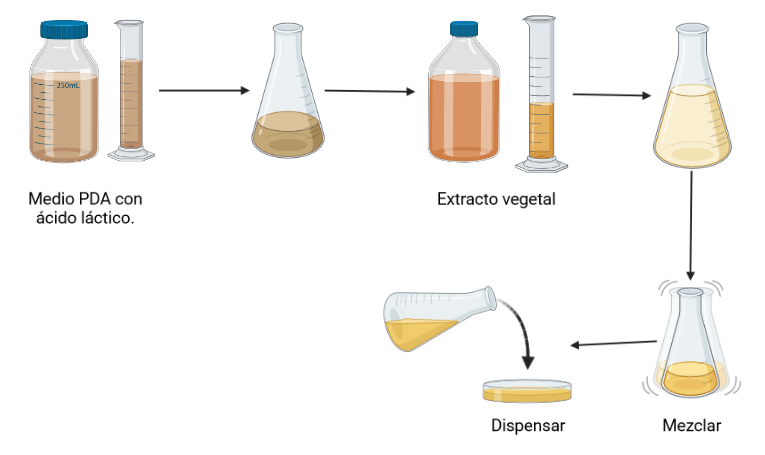 250mL
Medio PDA con
ácido láctico.
Extracto vegetal
Dispensar
Mezclar